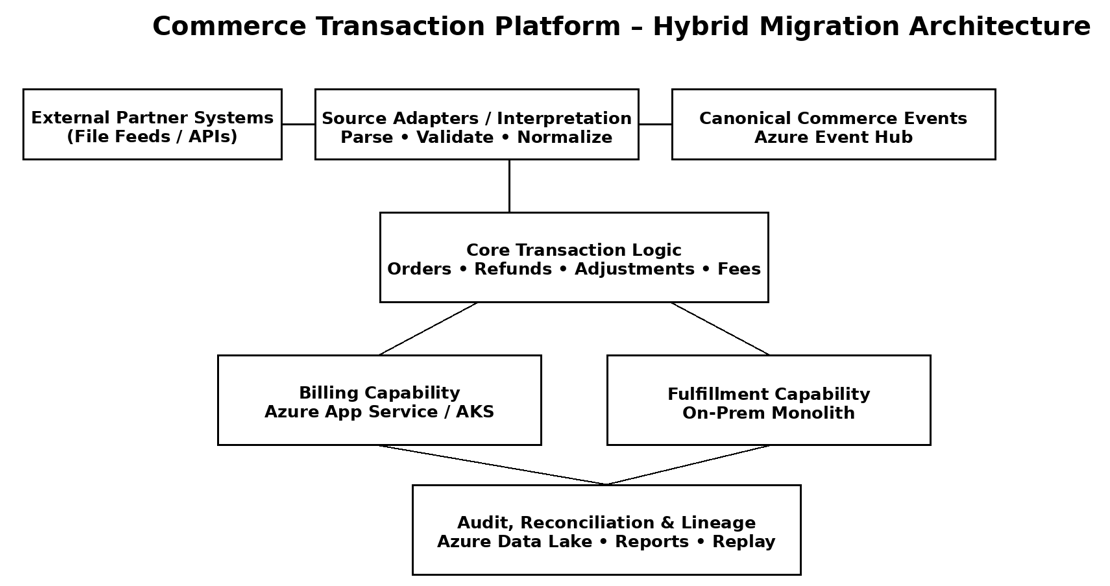 Commerce Transaction Platform – Hybrid Migration Architecture
External Partner Systems
(File Feeds / APIs)
Source Adapters / Interpretation
Parse • Validate • Normalize
Canonical Commerce Events
Azure Event Hub
Core Transaction Logic
Orders • Refunds • Adjustments • Fees
Billing Capability
Azure App Service / AKS
Fulfillment Capability
On-Prem Monolith
Audit, Reconciliation & Lineage
Azure Data Lake • Reports • Replay